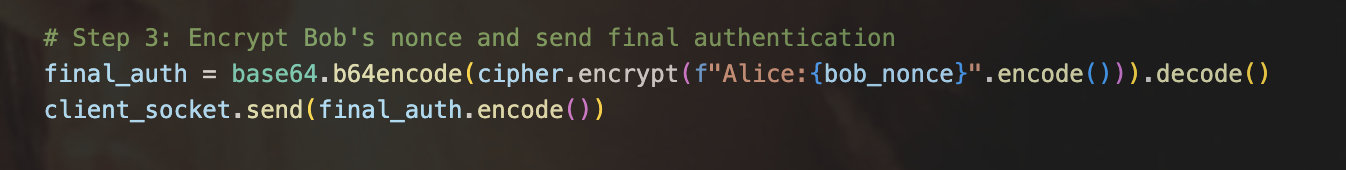 # Step 3: Encrypt Bob's nonce and send final authentication
final_auth = base64.b64encode(cipher.encrypt(f"Alice:{bob_nonce}".encode())).decode()
client_socket.send(final_auth.encode())